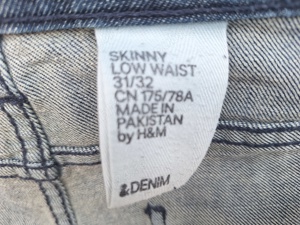 SKINNY
LOW WAIST
31/32
CN 175/78A
MADE IN
PAKISTAN
by H&M
&DENIM